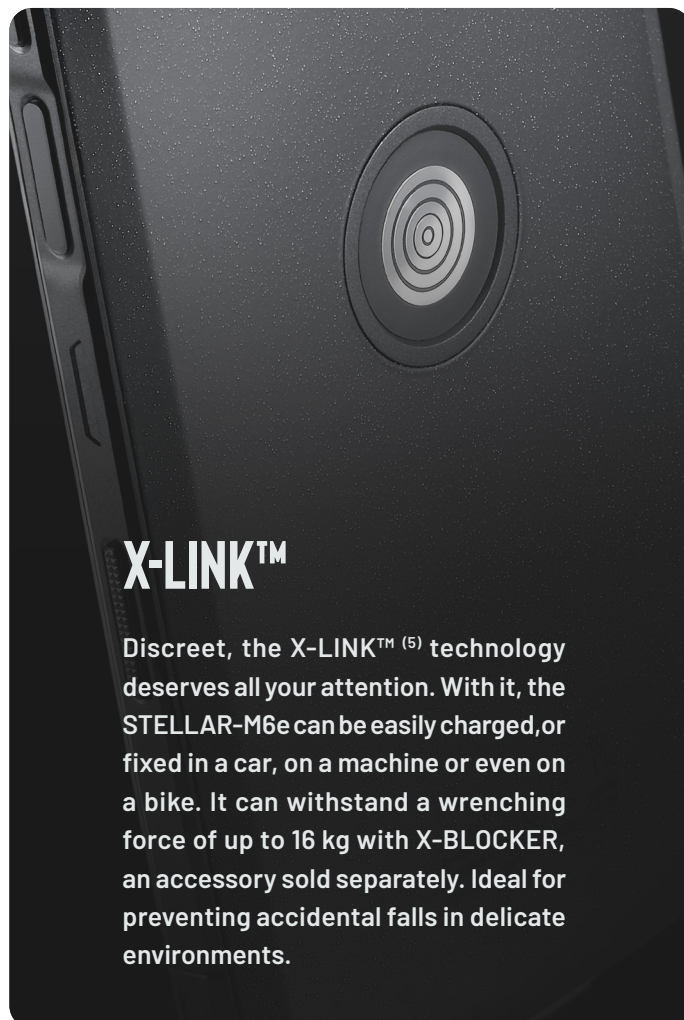 X-LINK™
Discreet, the X-LINK™ (5) technology
deserves all your attention. With it, the
STELLAR-M6e can be easily charged,or
fixed in a car, on a machine or even on
a bike. It can withstand a wrenching
force of up to 16 kg with X-BLOCKER,
an accessory sold separately. Ideal for
preventing accidental falls in delicate
environments.